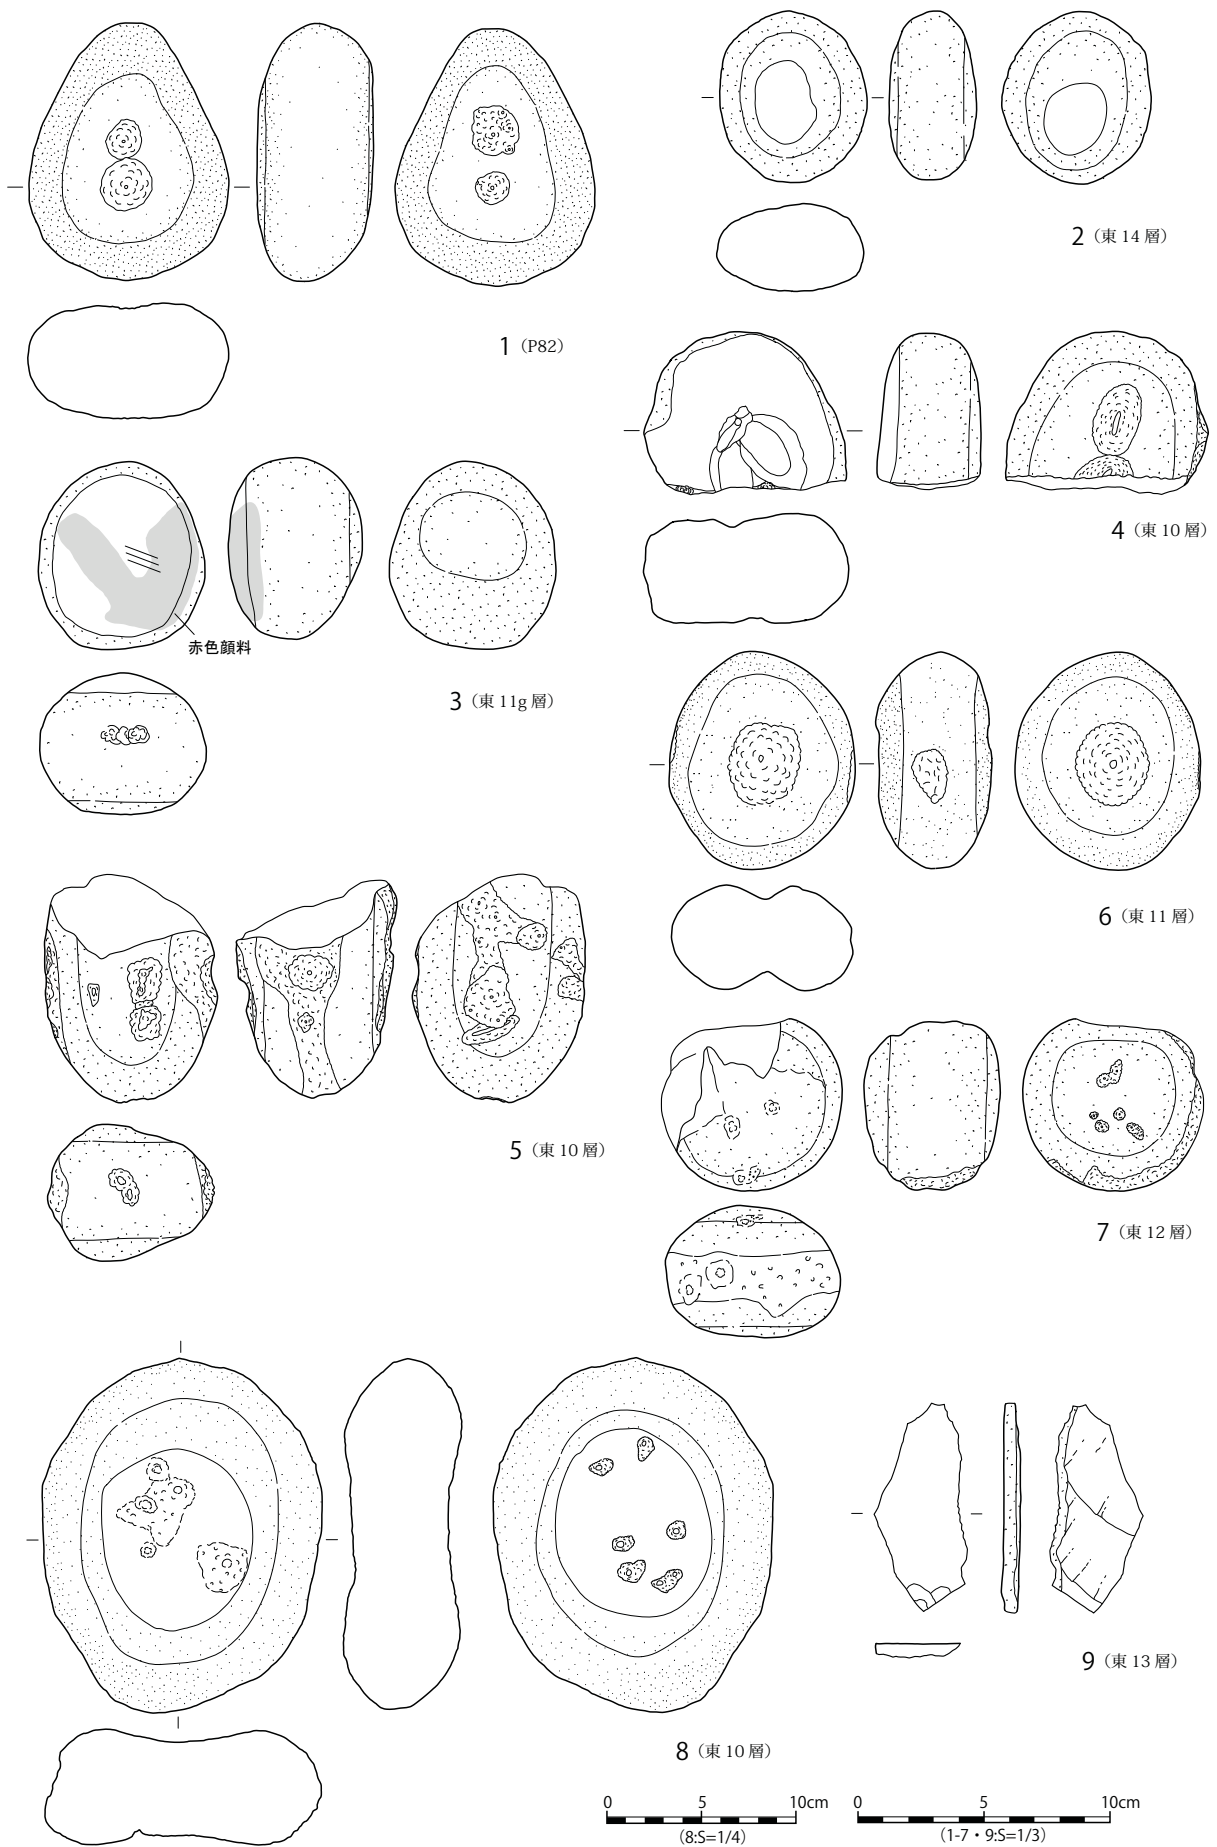 1（P82）
2（東 14 層）
3（東 11g 層）
赤色顔料
4（東 10 層）
5（東 10 層）
6（東 11 層）
7（東 12 層）
8（東 10 層）
9（東 13 層）
0 5 10cm
(8:S=1/4)
0 5 10cm
(1-7・9:S=1/3)